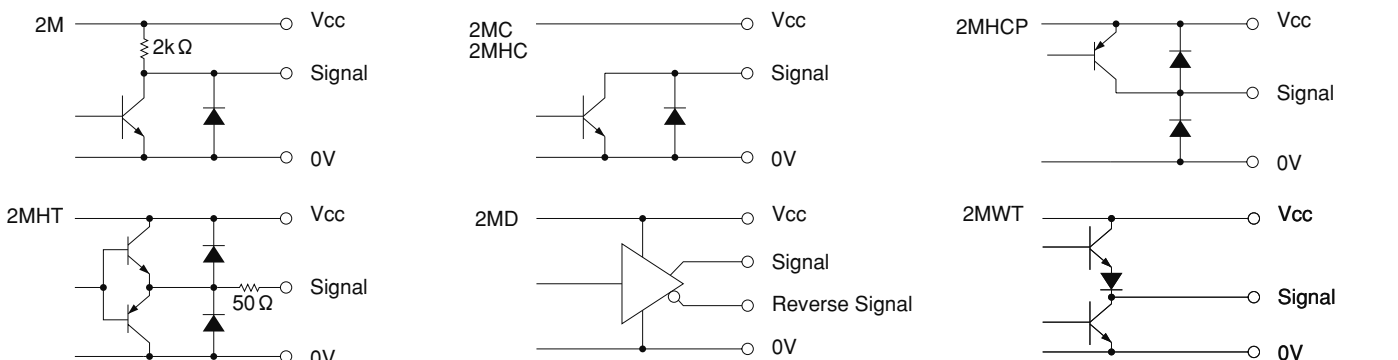 2M
Vcc
2kΩ
Signal
0V
2MC
2MHC
Vcc
Signal
0V
2MHCP
Vcc
Signal
0V
2MHT
Vcc
Signal
50Ω
0V
2MD
Vcc
Signal
Reverse Signal
0V
2MWT
Vcc
Signal
0V